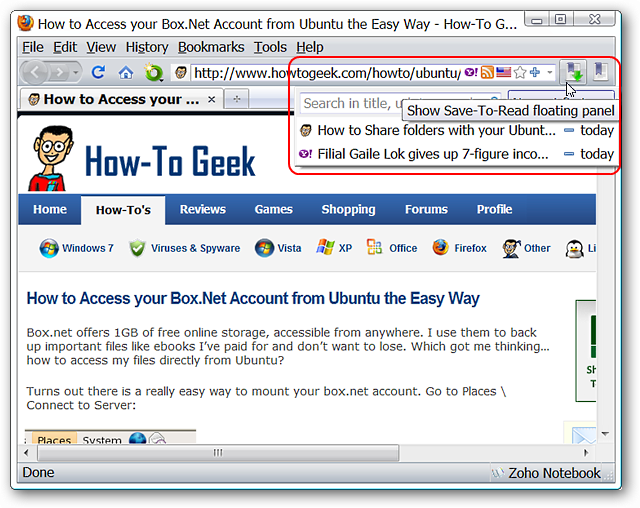 How to Access your Box.Net Account from Ubuntu the Easy Way - How-To G...
File Edit View History Bookmarks Tools Help
http://www.howtogeek.com/howto/ubuntu/
How to Access your ...
Search in title, u
Show Save-To-Read floating panel
How to Share folders with your Ubunt... today
Filial Gaile Lok gives up 7-figure inco... today
How-To Geek
Home How-To's Reviews Games Shopping Forums Profile
Windows 7 Viruses & Spyware Vista XP Office Firefox Other Li
How to Access your Box.Net Account from Ubuntu the Easy Way
Box.net offers 1GB of free online storage, accessible from anywhere. I use them to back
up important files like ebooks I've paid for and don't want to lose. Which got me thinking...
how to access my files directly from Ubuntu?
Sh
T
Turns out there is a really easy way to mount your box.net account. Go to Places \
Connect to Server:
Places System
Done Zoho Notebook